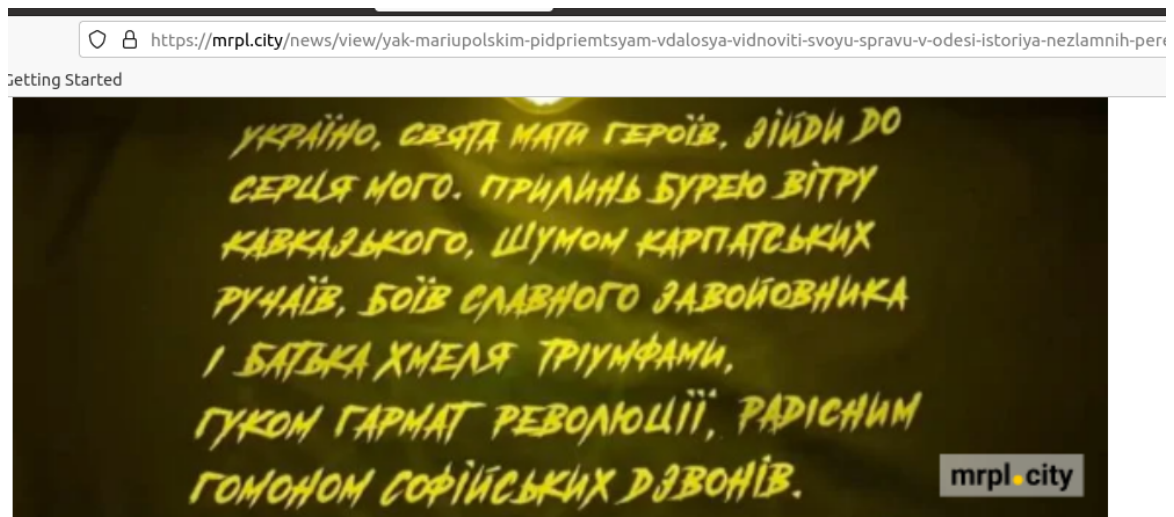 https://mrpl.city/news/view/yak-mariupolskim-pidpriemtsyam-vdalosya-vidnoviti-svoyu-spravu-v-odesi-istoriya-nezlamnih-pere
Getting Started
УКРАЇНО, СВЯТА МАТИ ГЕРОЇВ, ЗІЙДИ ДО
СЕРЦЯ МОГО. ПРИЛИНЬ БУРЕЮ ВІТРУ
КАВКАЗЬКОГО, ШУМОМ КАРПАТСЬКИХ
РУЧАЇВ, БОЇВ СЛАВНОГО ЗАВОЙОВНИКА
І БАТЬКА ХМЕЛЯ ТРІУМФАМИ,
ГУКОМ ГАРМАТ РЕВОЛЮЦІЇ, РАДІСНИМ
ГОМОНОМ СОФІЙСЬКИХ ДЗВОНІВ.
mrpl.city